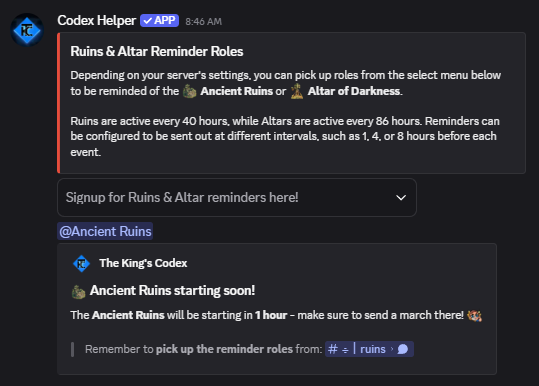 Codex Helper ✓ APP 8:46 AM
Ruins & Altar Reminder Roles
Depending on your server's settings, you can pick up roles from the select menu below
to be reminded of the Ancient Ruins or Altar of Darkness.
Ruins are active every 40 hours, while Altars are active every 86 hours. Reminders can
be configured to be sent out at different intervals, such as 1, 4, or 8 hours before each
event.
Signup for Ruins & Altar reminders here!
@Ancient Ruins
The King's Codex
Ancient Ruins starting soon!
The Ancient Ruins will be starting in 1 hour - make sure to send a march there!
Remember to pick up the reminder roles from: # ÷ | ruins ›